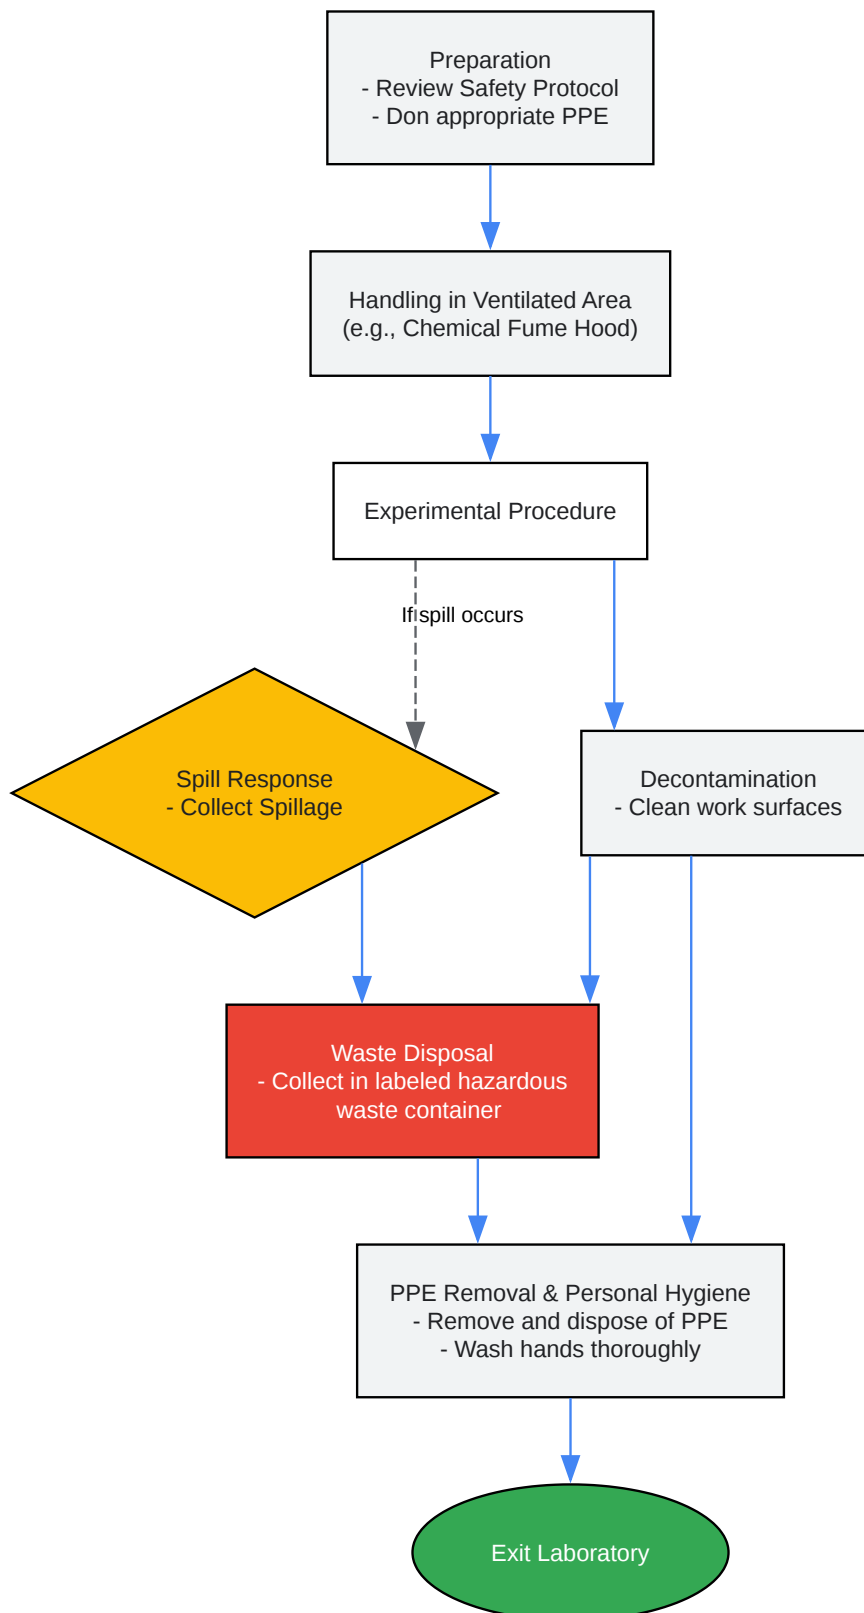 Preparation
- Review Safety Protocol
- Don appropriate PPE
Handling in Ventilated Area
(e.g., Chemical Fume Hood)
Experimental Procedure
If spill occurs
Spill Response
- Collect Spillage
Decontamination
- Clean work surfaces
Waste Disposal
- Collect in labeled hazardous
waste container
PPE Removal & Personal Hygiene
- Remove and dispose of PPE
- Wash hands thoroughly
Exit Laboratory